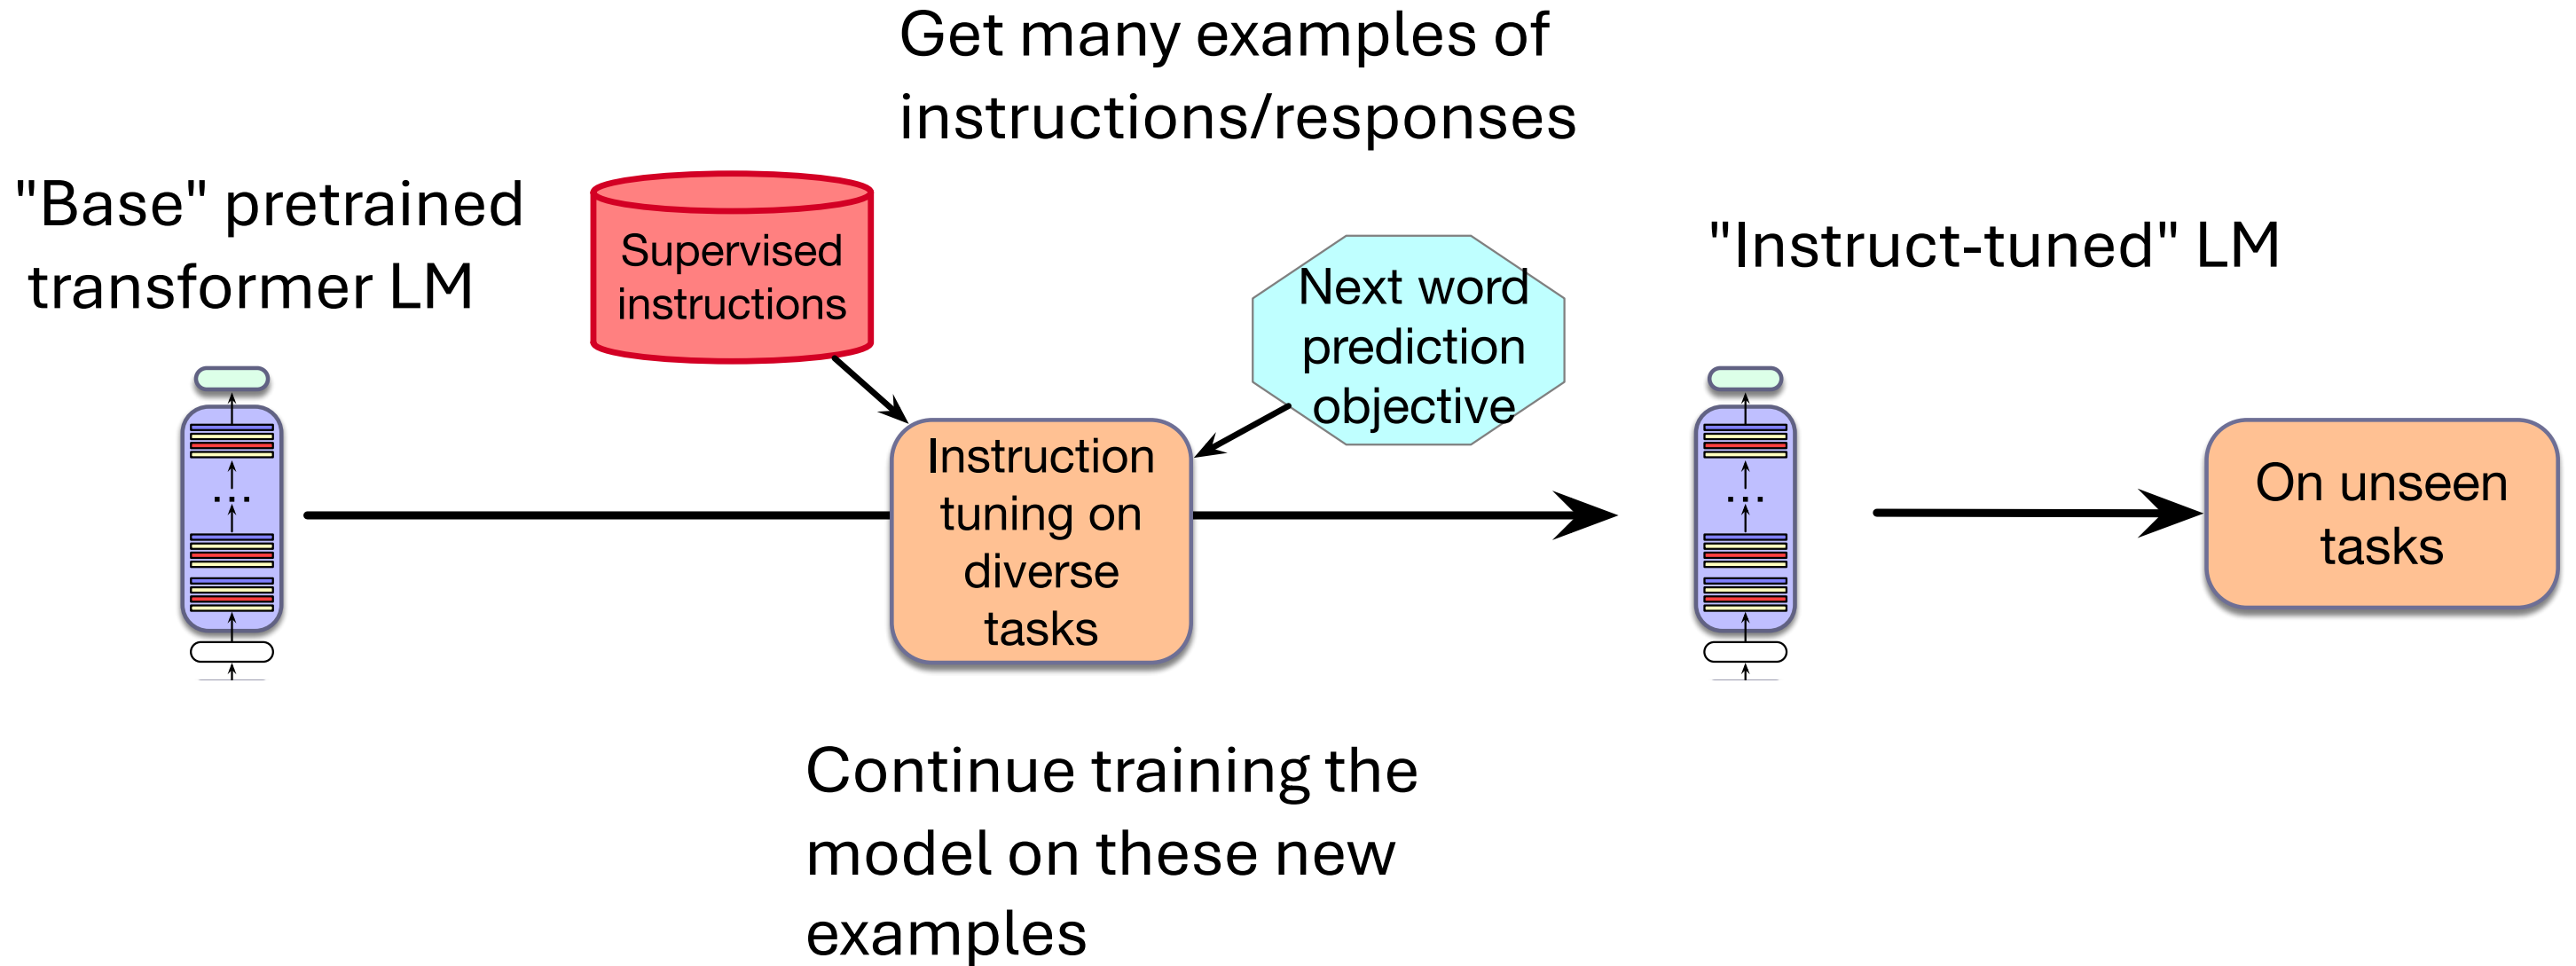 Get many examples of
instructions/responses
"Base" pretrained
transformer LM
Supervised
instructions
Next word
prediction
objective
"Instruct-tuned" LM
Instruction
tuning on
diverse
tasks
...
...
On unseen
tasks
Continue training the
model on these new
examples